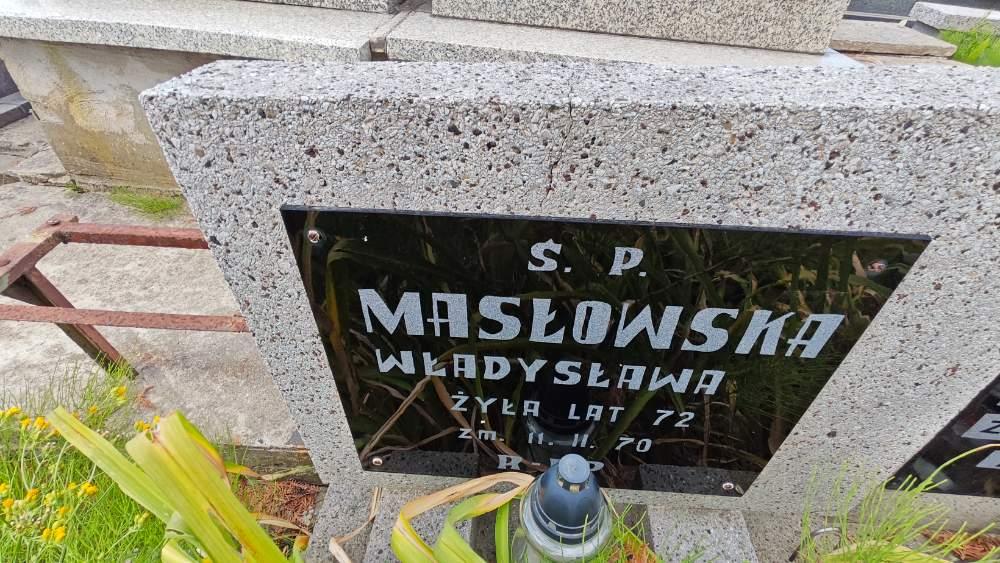 Ś. P.
MASŁOWSKA
WŁADYSŁAWA
ŻYŁA LAT 72
zm. 11. 11. 70